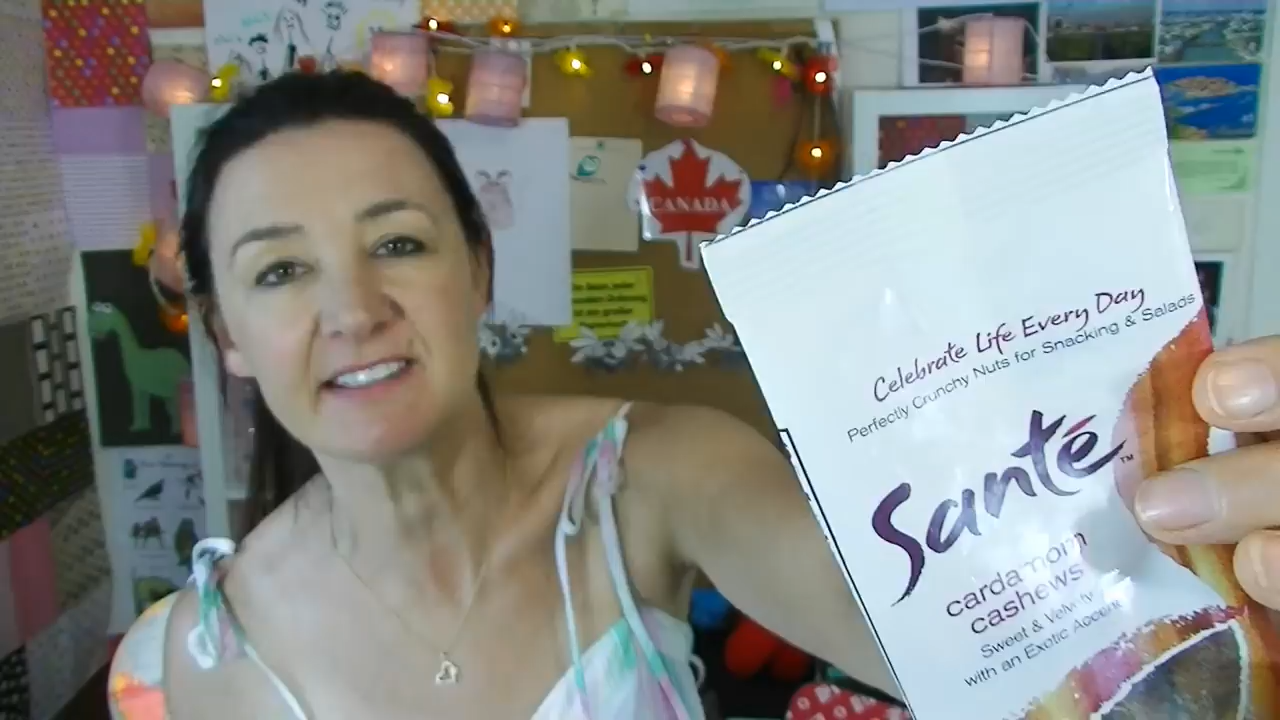 CANADA
Celebrate Life Every Day
Perfectly Crunchy Nuts for Snacking & Salads
Santé™
cardamom
cashews
Sweet & Velvety
with an Exotic Accent